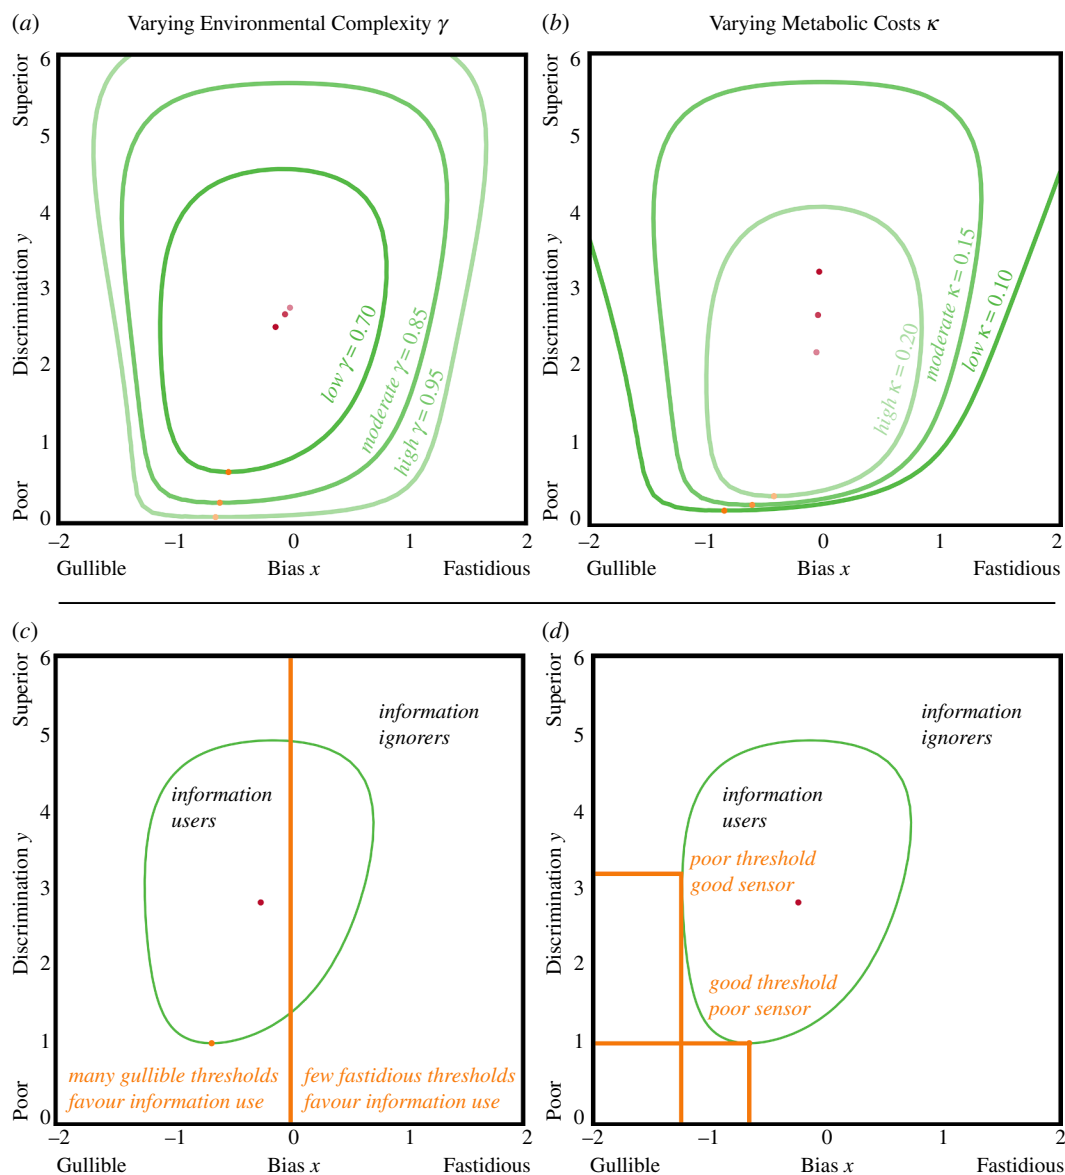 (a) Varying Environmental Complexity γ
Superior
Discrimination y
Poor
6
5
4
3
2
1
0
low γ = 0.70
moderate γ = 0.85
high γ = 0.95
−2 −1 0 1 2
Gullible Bias x Fastidious
(b) Varying Metabolic Costs κ
Superior
Discrimination y
Poor
6
5
4
3
2
1
0
high κ = 0.20
moderate κ = 0.15
low κ = 0.10
−2 −1 0 1 2
Gullible Bias x Fastidious
(c)
Superior
Discrimination y
Poor
6
5
4
3
2
1
0
information
ignorers
information
users
many gullible thresholds
favour information use
few fastidious thresholds
favour information use
−2 −1 0 1 2
Gullible Bias x Fastidious
(d)
Superior
Discrimination y
Poor
6
5
4
3
2
1
0
information
ignorers
information
users
poor threshold
good sensor
good threshold
poor sensor
−2 −1 0 1 2
Gullible Bias x Fastidious